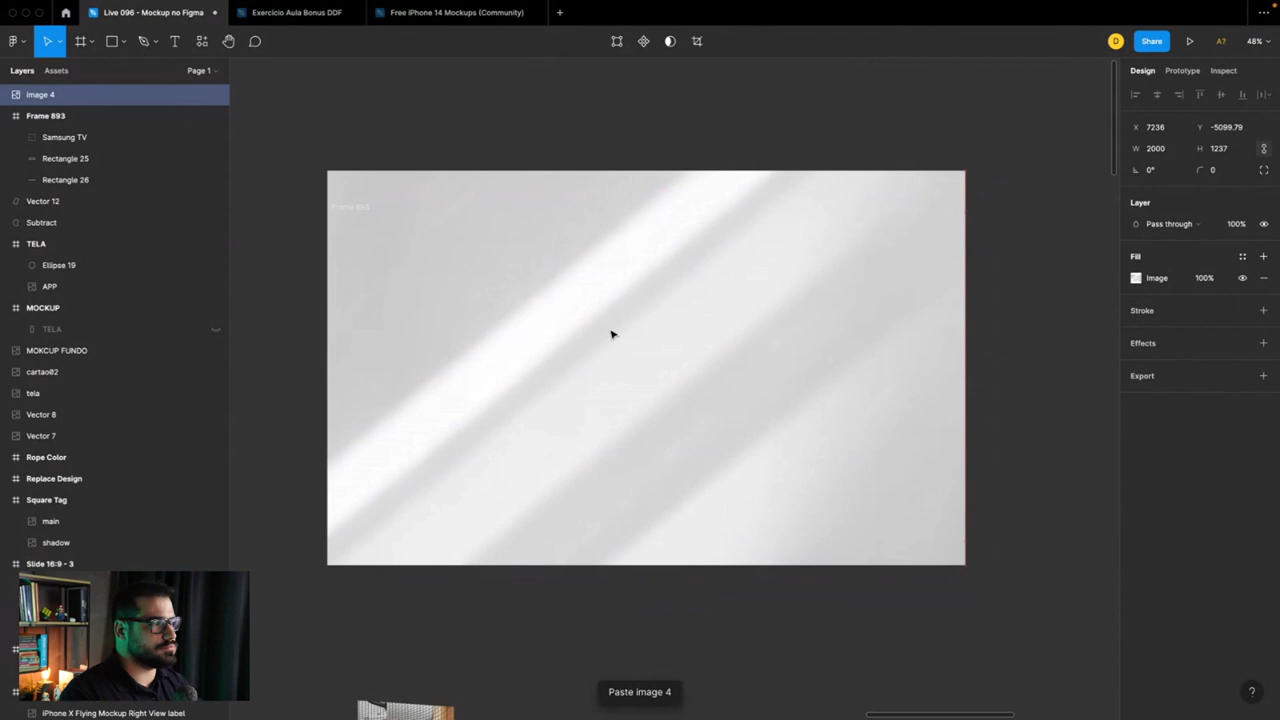 Live 096 - Mockup no Figma
Exercício Aula Bonus DDF
Free iPhone 14 Mockups (Community)
D
Share
A?
48%
Layers
Assets
Page 1
Design
Prototype
Inspect
image 4
Frame 893
Samsung TV
Rectangle 25
Rectangle 26
Vector 12
Subtract
TELA
Ellipse 19
APP
MOCKUP
TELA
MOKCUP FUNDO
cartao02
tela
Vector 8
Vector 7
Rope Color
Replace Design
Square Tag
main
shadow
Slide 16:9 - 3
iPhone X Flying Mockup Right View label
Frame 893
Paste image 4
X 7236
Y -5099.79
W 2000
H 1237
0°
0
Layer
Pass through
100%
Fill
Image
100%
Stroke
Effects
Export
?